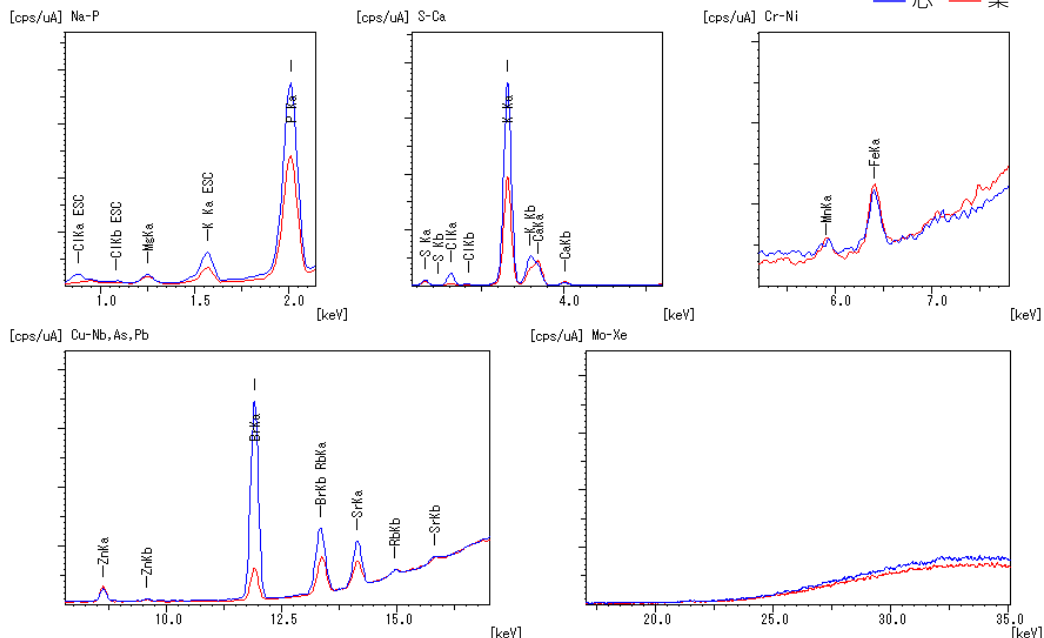 [cps/uA] Na-P
ClKa ESC
ClKb ESC
MgKa
K Ka ESC
P Ka
1.0 1.5 2.0
[keV]
[cps/uA] S-Ca
S Ka
S Kb
ClKa
ClKb
K Ka
K Kb
CaKa
CaKb
4.0
[keV]
[cps/uA] Cr-Ni
MnKa
FeKa
6.0 7.0
[keV]
[cps/uA] Cu-Nb,As,Pb
ZnKa
ZnKb
BrKa
BrKb RbKa
SrKa
RbKb
SrKb
10.0 12.5 15.0
[keV]
[cps/uA] Mo-Xe
20.0 25.0 30.0 35.0
[keV]